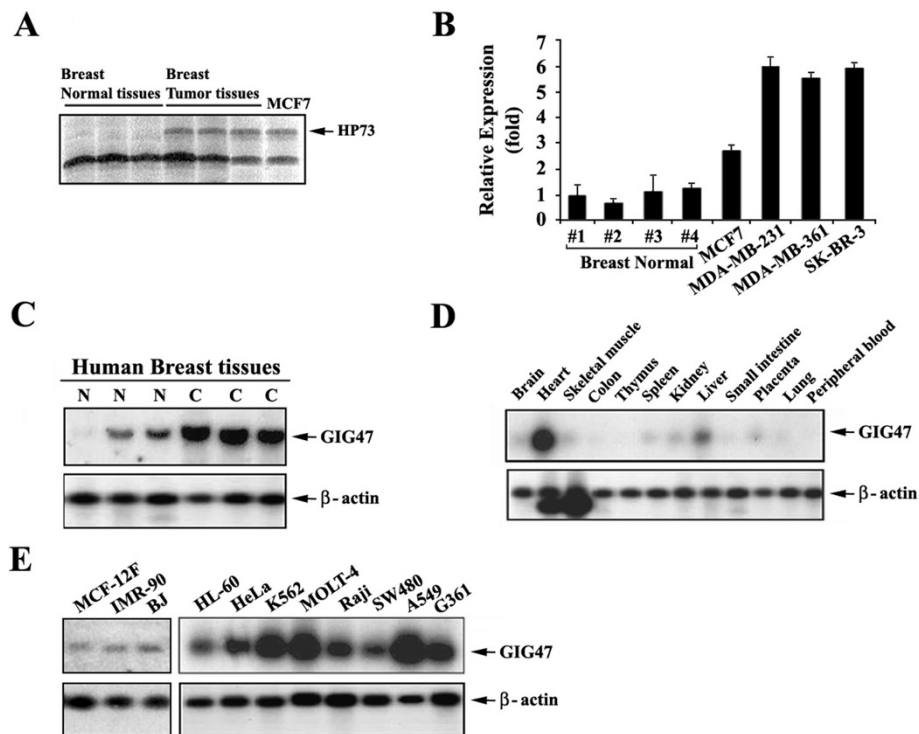 A
Breast
Normal tissues
Breast
Tumor tissues
MCF7
HP73
B
Relative Expression
(fold)
7
6
5
4
3
2
1
0
#1 #2 #3 #4
Breast Normal
MCF7
MDA-MB-231
MDA-MB-361
SK-BR-3
C
Human Breast tissues
N N N C C C
GIG47
β-actin
D
Brain
Heart
Skeletal muscle
Colon
Thymus
Spleen
Kidney
Liver
Small intestine
Placenta
Lung
Peripheral blood
GIG47
β-actin
E
MCF-12F
IMR-90
BJ
HL-60
HeLa
K562
MOLT-4
Raji
SW480
A549
G361
GIG47
β-actin